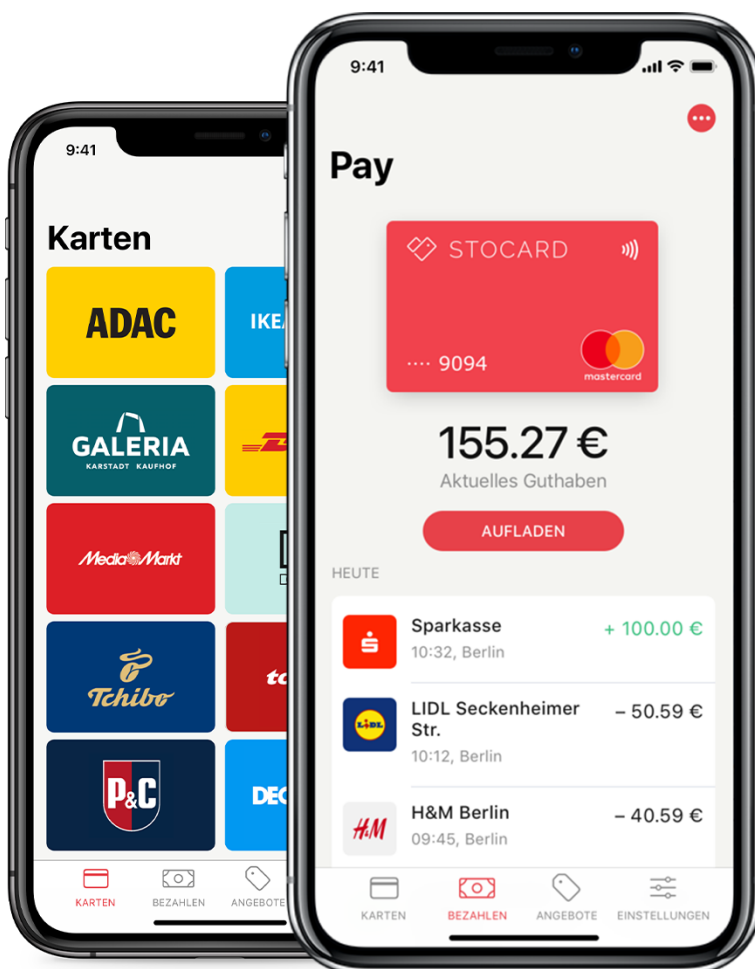 9:41
Karten
ADAC
GALERIA
KARSTADT KAUFHOF
MediaMarkt
Tchibo
P&C
KARTEN
BEZAHLEN
ANGEBOTE
9:41
Pay
STOCARD
···· 9094
mastercard
155.27 €
Aktuelles Guthaben
AUFLADEN
HEUTE
Sparkasse
+ 100.00 €
10:32, Berlin
LIDL
LIDL Seckenheimer
– 50.59 €
Str.
10:12, Berlin
H&M
H&M Berlin
– 40.59 €
09:45, Berlin
KARTEN
BEZAHLEN
ANGEBOTE
EINSTELLUNGEN